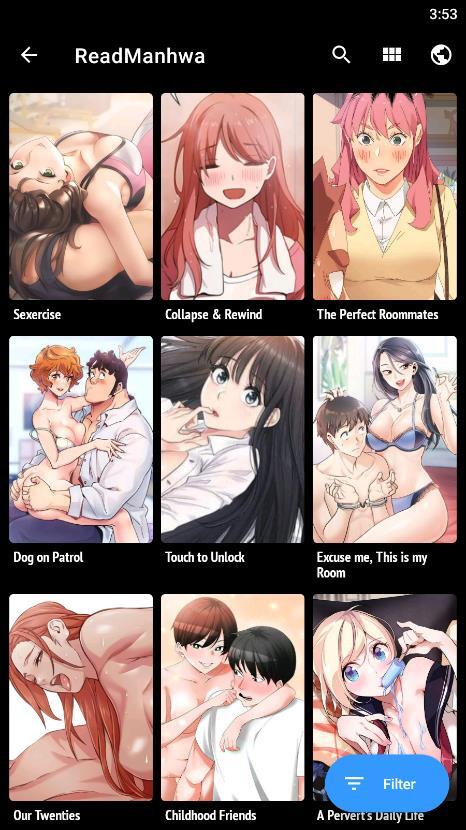 3:53
ReadManhwa
Sexercise
Collapse & Rewind
The Perfect Roommates
Dog on Patrol
Touch to Unlock
Excuse me, This is my
Room
Our Twenties
Childhood Friends
A Pervert's Daily Life
Filter